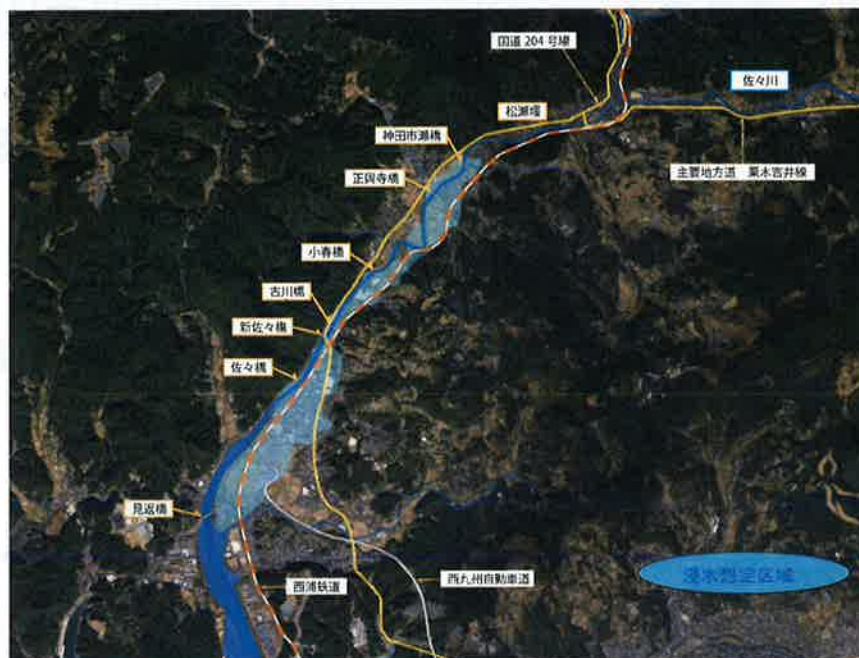 国道 204 号線
佐々川
松瀬堰
神田市瀬橋
正興寺橋
主要地方道 栗木吉井線
小春橋
古川橋
新佐々橋
佐々橋
見返橋
西浦鉄道
西九州自動車道
浸水想定区域